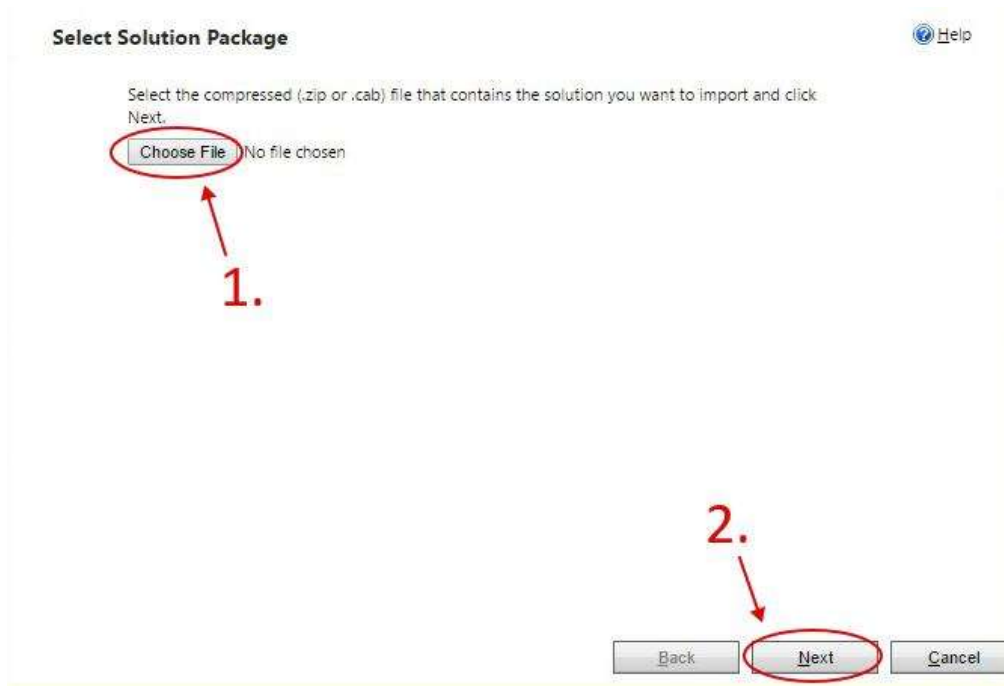 Select Solution Package
Help
Select the compressed (.zip or .cab) file that contains the solution you want to import and click
Next.
Choose File No file chosen
1.
2.
Back Next Cancel